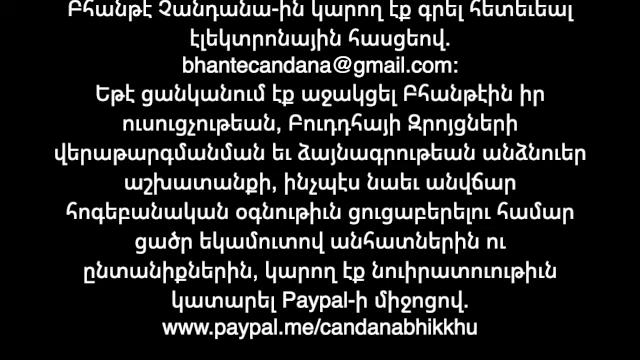 Բհանթէ Չանդանա-ին կարող էք գրել հետեւեալ
էլեկտրոնային հասցեով.
bhantecandana@gmail.com:
Եթէ ցանկանում էք աջակցել Բհանթէին իր
ուսուցչութեան, Բուդդհայի Զրոյցների
վերաթարգմանման եւ ձայնագրութեան անձնուեր
աշխատանքի, ինչպէս նաեւ անվճար
հոգեբանական օգնութիւն ցուցաբերելու համար
ցածր եկամուտով անհատներին ու
ընտանիքներին, կարող էք նուիրատուութիւն
կատարել Paypal-ի միջոցով.
www.paypal.me/candanabhikkhu